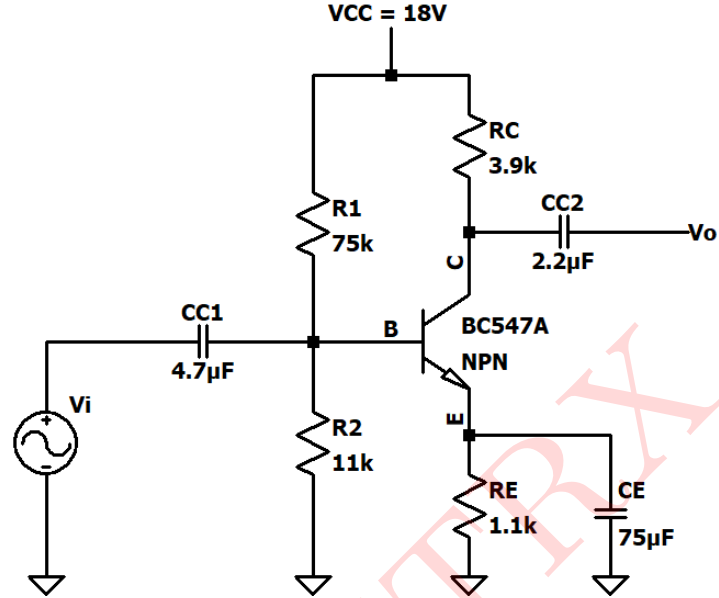 VCC = 18V
RC
3.9k
R1
75k
CC2
2.2µF
Vo
C
CC1
4.7µF
B
BC547A
NPN
Vi
+
−
E
R2
11k
RE
1.1k
CE
75µF
TRX